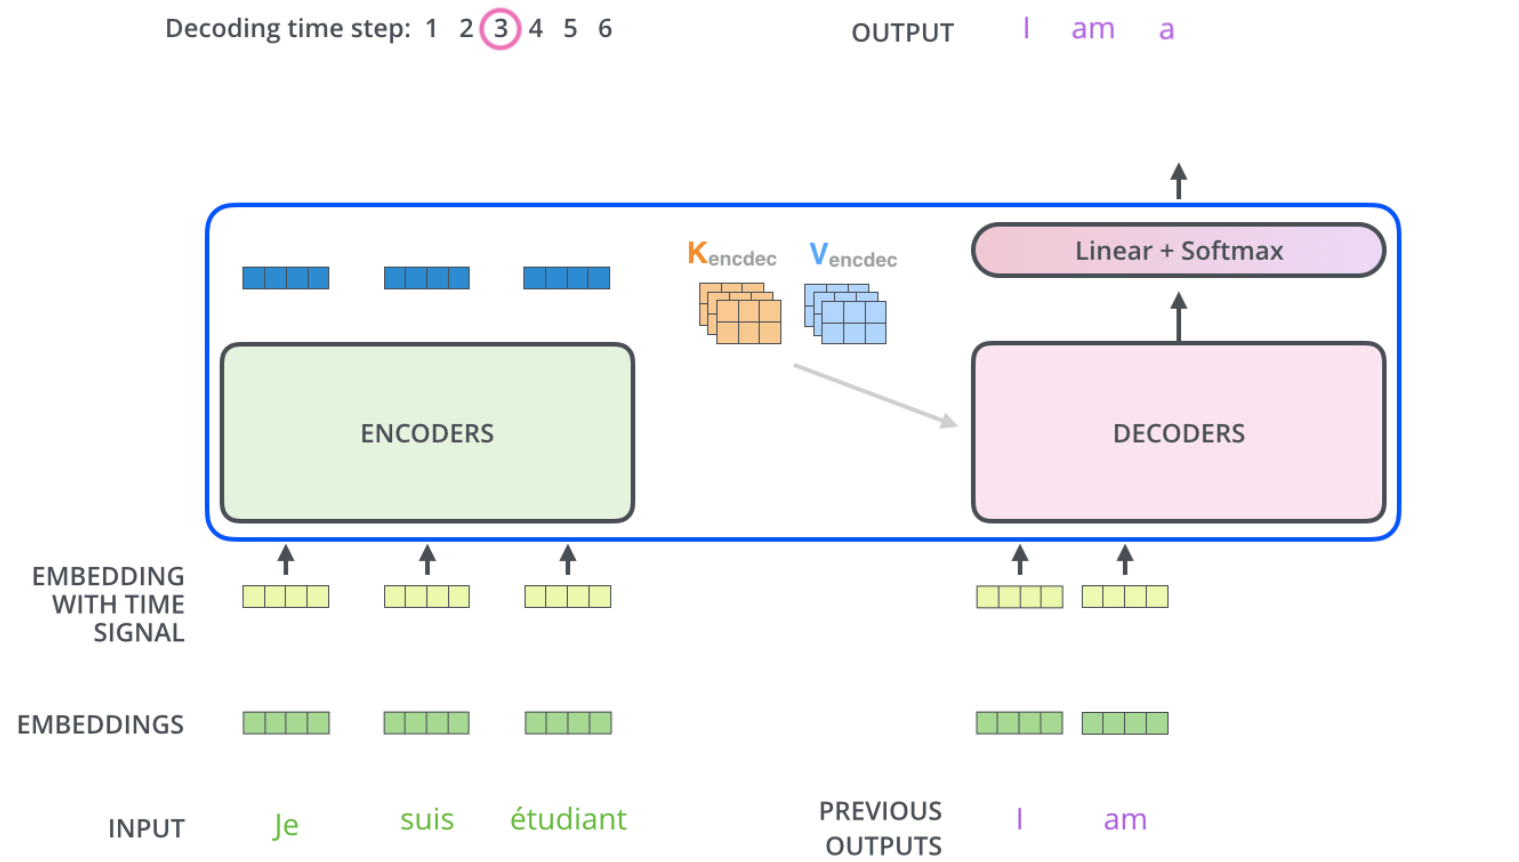 Decoding time step: 1 2 3 4 5 6
OUTPUT I am a
Kencdec Vencdec
Linear + Softmax
ENCODERS
DECODERS
EMBEDDING
WITH TIME
SIGNAL
EMBEDDINGS
INPUT Je suis étudiant
PREVIOUS
OUTPUTS
I am